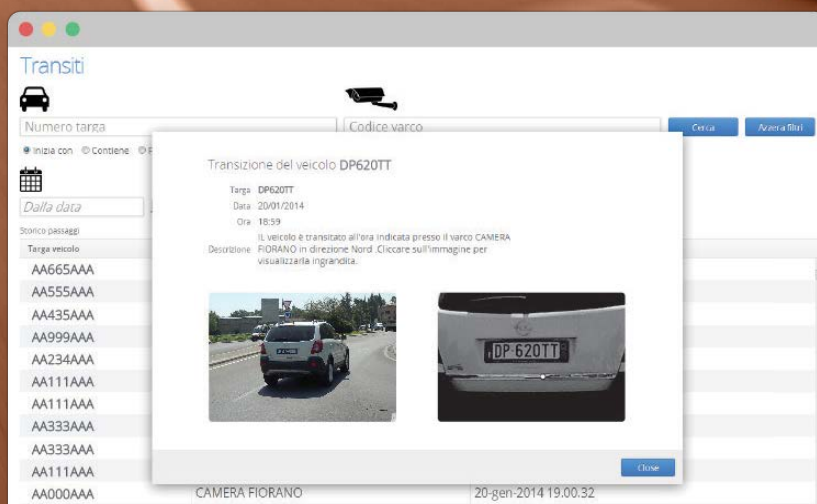 Transiti
Numero targa
Codice varco
Cerca
Azzera filtri
Inizia con Contiene
Dalla data
Storico passaggi
Targa veicolo
AA665AAA
AA555AAA
AA435AAA
AA999AAA
AA234AAA
AA111AAA
AA111AAA
AA333AAA
AA333AAA
AA111AAA
AA000AAA CAMERA FIORANO 20-gen-2014 19.00.32
Transizione del veicolo DP620TT
Targa DP620TT
Data 20/01/2014
Ora 18:59
IL veicolo è transitato all'ora indicata presso il varco CAMERA
Descrizione FIORANO in direzione Nord .Cliccare sull'immagine per
visualizzarla ingrandita.
DP·620TT
Close